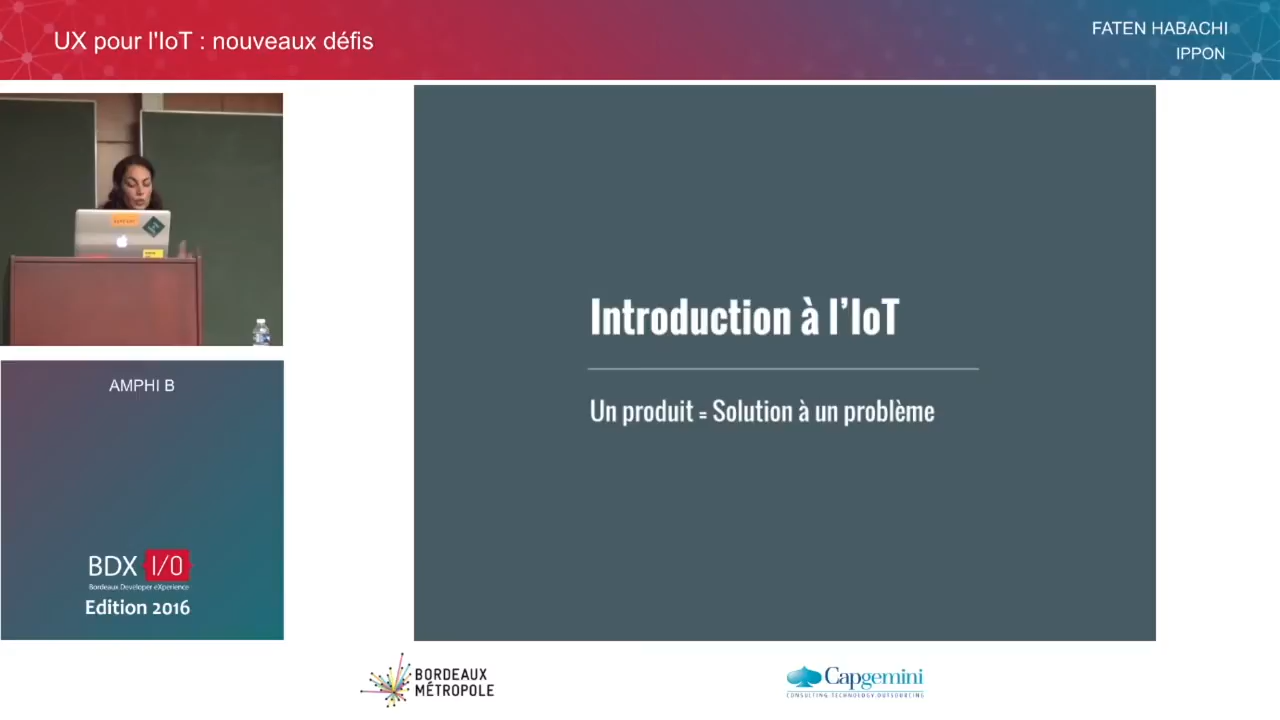 UX pour l'IoT : nouveaux défis
FATEN HABACHI
IPPON
Introduction à l'IoT
Un produit = Solution à un problème
AMPHI B
BDX I/O
Bordeaux Developer eXperience
Edition 2016
BORDEAUX
MÉTROPOLE
Capgemini
CONSULTING.TECHNOLOGY.OUTSOURCING